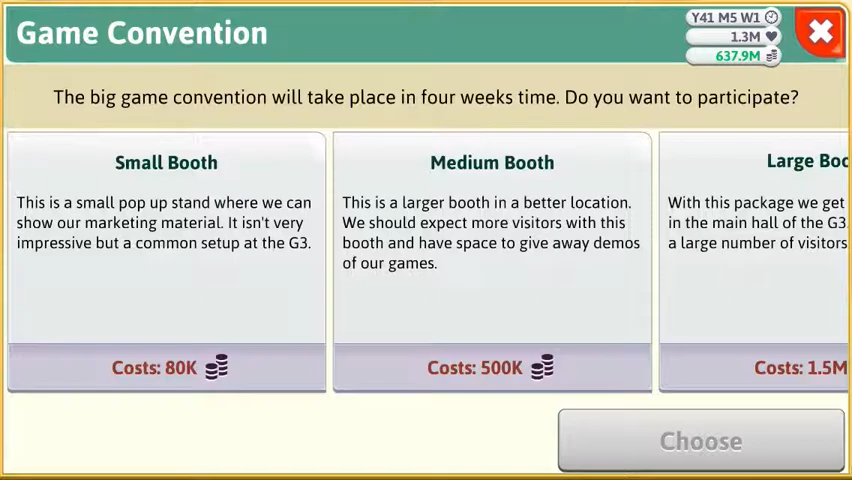 Game Convention
Y41 M5 W1
1.3M
637.9M
The big game convention will take place in four weeks time. Do you want to participate?
Small Booth
This is a small pop up stand where we can
show our marketing material. It isn't very
impressive but a common setup at the G3.
Costs: 80K
Medium Booth
This is a larger booth in a better location.
We should expect more visitors with this
booth and have space to give away demos
of our games.
Costs: 500K
Large Boo
With this package we get
in the main hall of the G3.
a large number of visitors
Costs: 1.5M
Choose